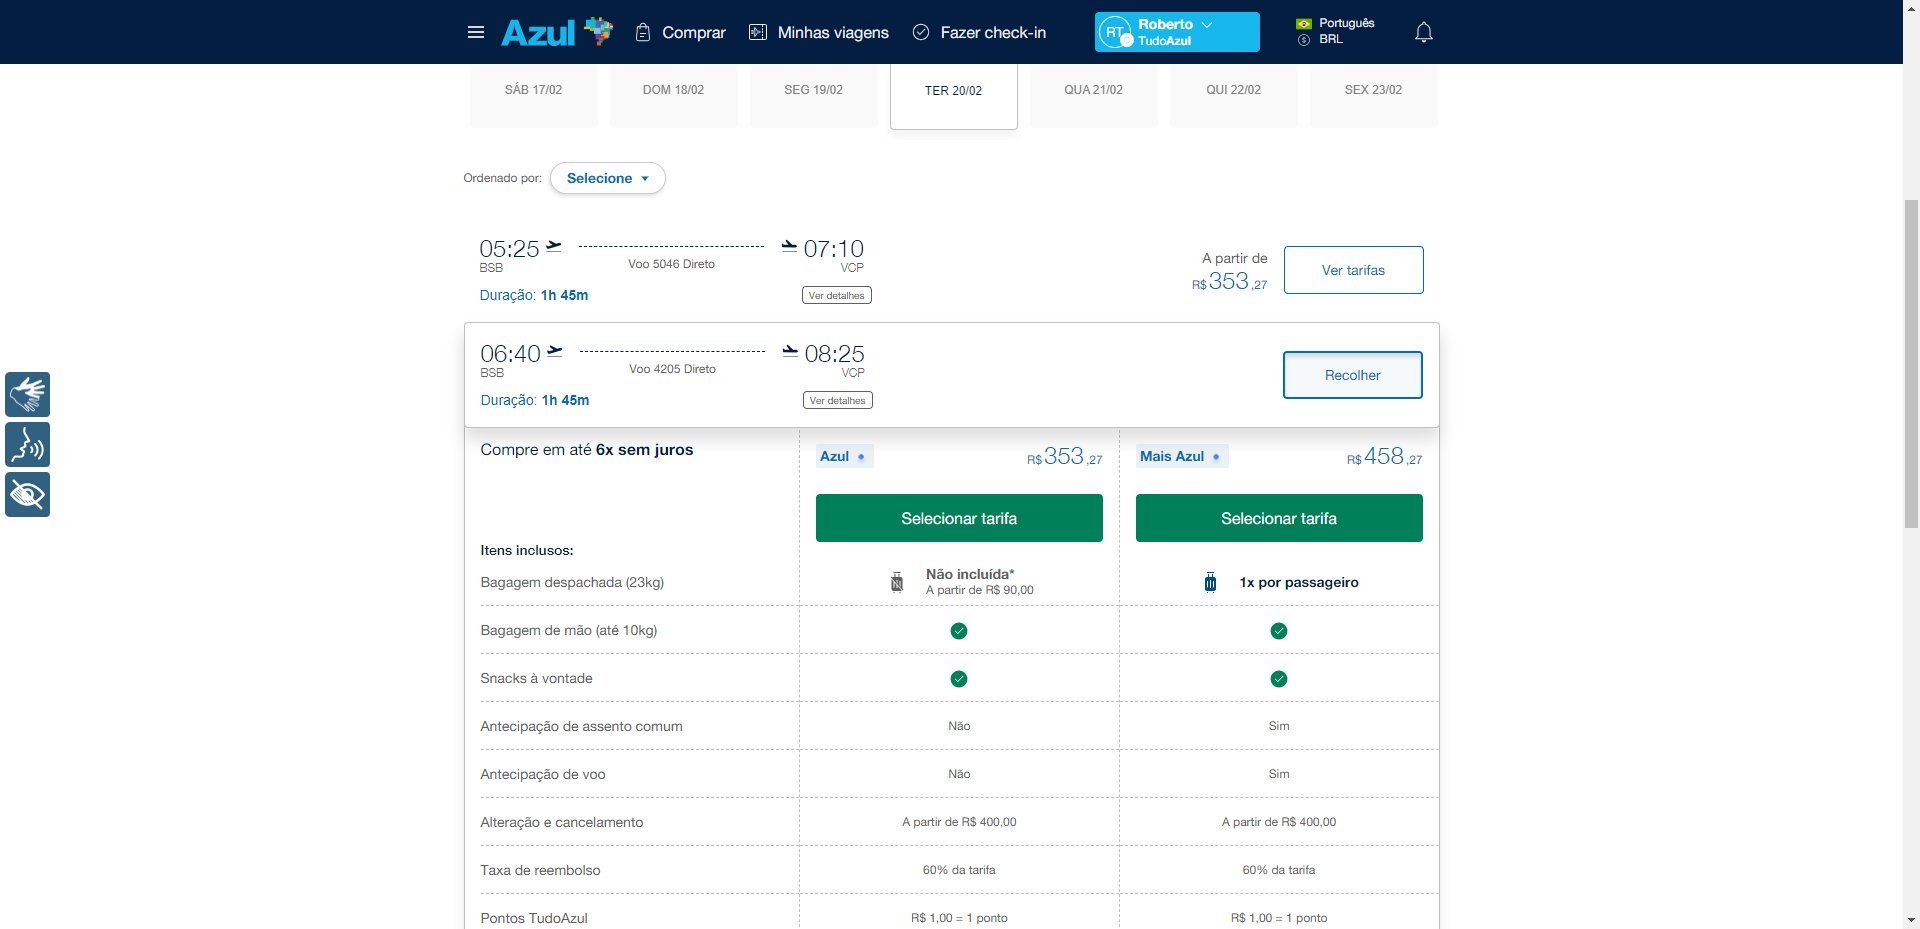 Azul
Comprar
Minhas viagens
Fazer check-in
RT
Roberto
TudoAzul
Português
BRL
SÁB 17/02
DOM 18/02
SEG 19/02
TER 20/02
QUA 21/02
QUI 22/02
SEX 23/02
Ordenado por:
Selecione
05:25
07:10
BSB
Voo 5046 Direto
VCP
Duração: 1h 45m
Ver detalhes
A partir de
R$ 353,27
Ver tarifas
06:40
08:25
BSB
Voo 4205 Direto
VCP
Duração: 1h 45m
Ver detalhes
Recolher
Compre em até 6x sem juros
Azul
R$ 353,27
Mais Azul
R$ 458,27
Selecionar tarifa
Selecionar tarifa
Itens inclusos:
Bagagem despachada (23kg)
Não incluída*
A partir de R$ 90,00
1x por passageiro
Bagagem de mão (até 10kg)
Snacks à vontade
Antecipação de assento comum
Não
Sim
Antecipação de voo
Não
Sim
Alteração e cancelamento
A partir de R$ 400,00
A partir de R$ 400,00
Taxa de reembolso
60% da tarifa
60% da tarifa
Pontos TudoAzul
R$ 1,00 = 1 ponto
R$ 1,00 = 1 ponto